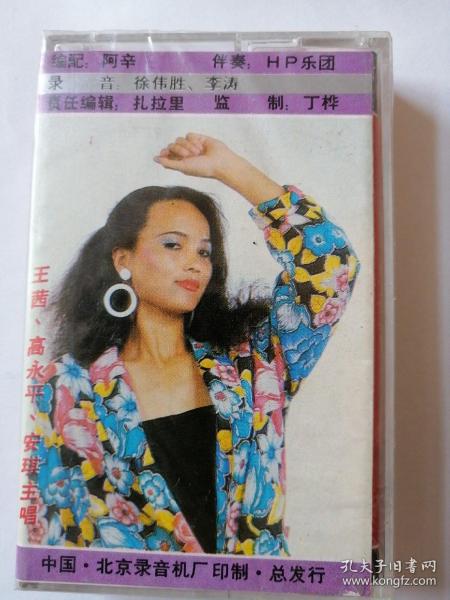 编配：阿辛 伴奏：HP乐团
录 音：徐伟胜、李涛
责任编辑：扎拉里 监 制：丁桦
王茜、高永平、安琪主唱
中国·北京录音机厂印制·总发行
孔夫子旧书网
www.kongfz.com